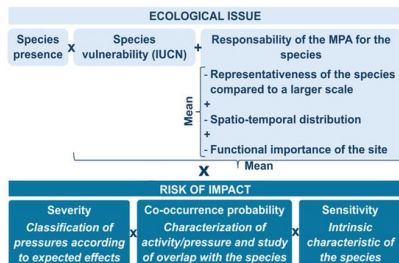 ECOLOGICAL ISSUE
Species
presence
x
Species
vulnerability (IUCN)
+
Responsability of the MPA for the
species
Mean
- Representativeness of the species
compared to a larger scale
+
- Spatio-temporal distribution
+
- Functional importance of the site
Mean
x
RISK OF IMPACT
Severity
Classification of
pressures according
to expected effects
x
Co-occurrence probability
Characterization of
activity/pressure and study
of overlap with the species
x
Sensitivity
Intrinsic
characteristic of
the species